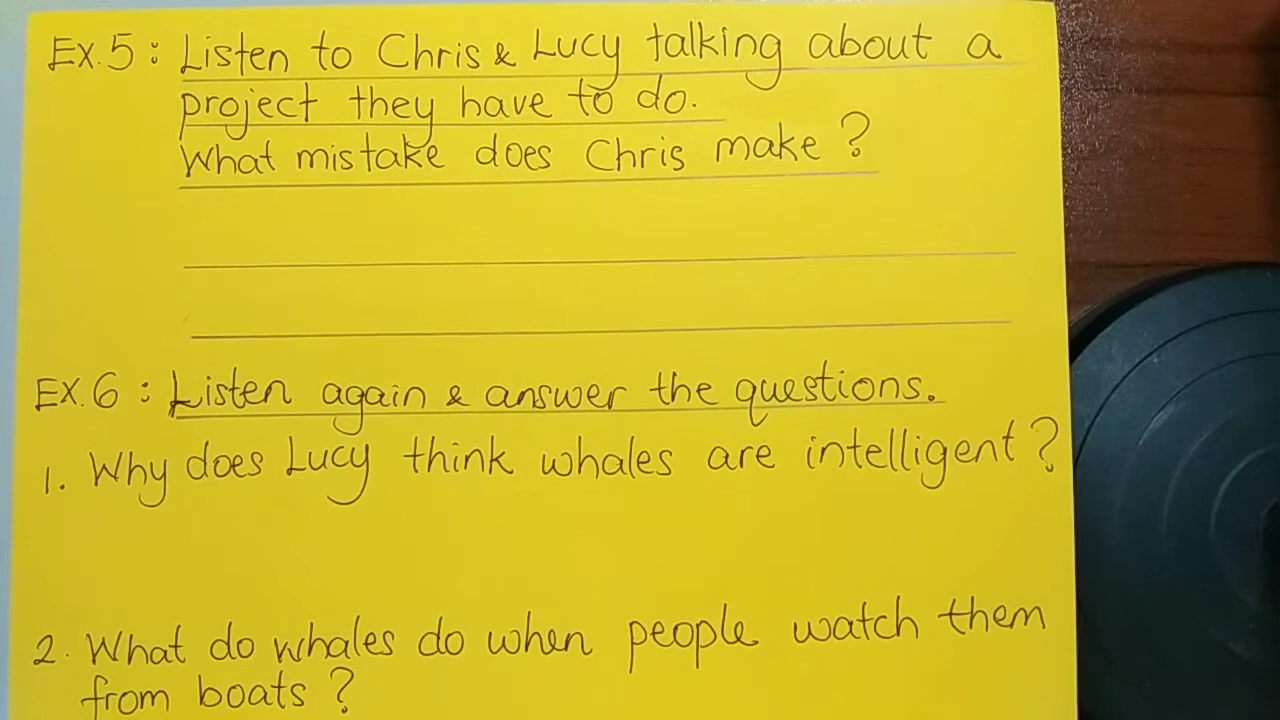 Ex.5 : Listen to Chris & Lucy talking about a
project they have to do.
What mistake does Chris make ?
EX.6 : Listen again & answer the questions.
1. Why does Lucy think whales are intelligent ?
2. What do whales do when people watch them
from boats ?